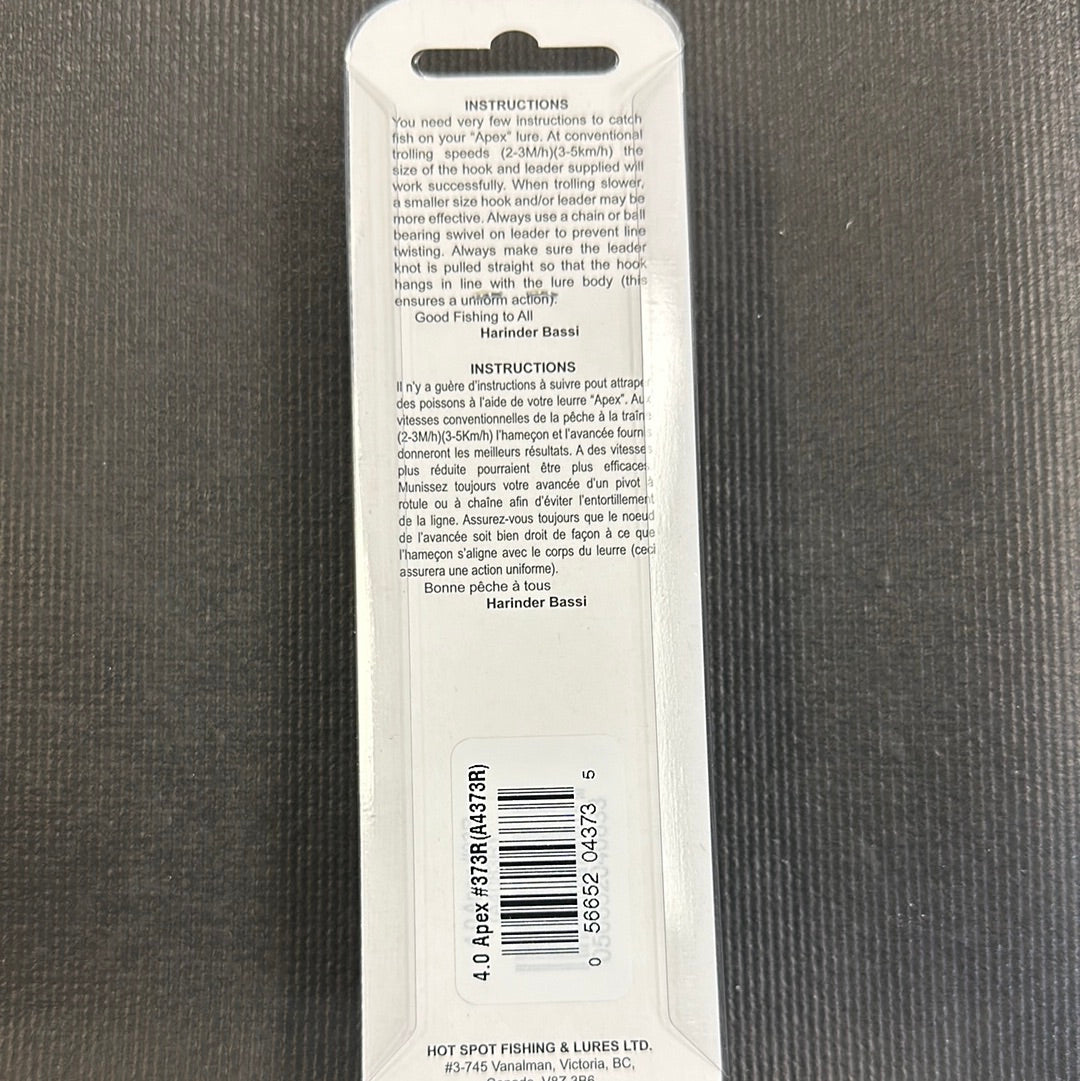 INSTRUCTIONS
You need very few instructions to catch
fish on your "Apex" lure. At conventional
trolling speeds (2-3M/h)(3-5km/h) the
size of the hook and leader supplied will
work successfully. When trolling slower,
a smaller size hook and/or leader may be
more effective. Always use a chain or ball
bearing swivel on leader to prevent line
twisting. Always make sure the leader
knot is pulled straight so that the hook
hangs in line with the lure body (this
ensures a uniform action).
Good Fishing to All
Harinder Bassi
INSTRUCTIONS
Il n'y a guère d'instructions à suivre pout attraper
des poissons à l'aide de votre leurre "Apex". Aux
vitesses conventionnelles de la pêche à la traîne
(2-3M/h)(3-5Km/h) l'hameçon et l'avancée fournis
donneront les meilleurs résultats. A des vitesses
plus réduite pourraient être plus efficaces.
Munissez toujours votre avancée d'un pivot à
rotule ou à chaîne afin d'éviter l'entortillement
de la ligne. Assurez-vous toujours que le noeud
de l'avancée soit bien droit de façon à ce que
l'hameçon s'aligne avec le corps du leurre (ceci
assurera une action uniforme).
Bonne pêche à tous
Harinder Bassi
4.0 Apex #373R(A4373R)
0 56652 04373 5
HOT SPOT FISHING & LURES LTD.
#3-745 Vanalman, Victoria, BC,
Canada V8Z 3B6